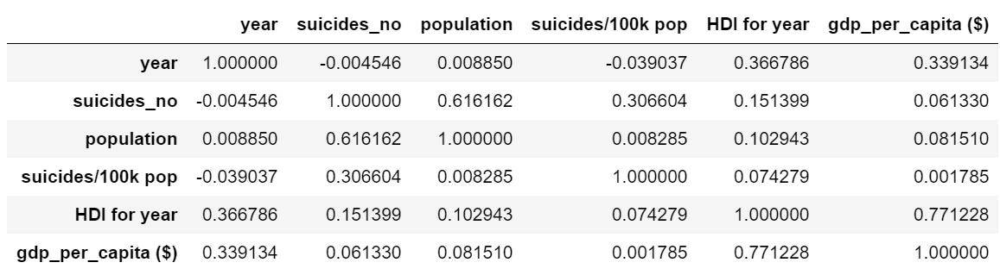 year suicides_no population suicides/100k pop HDI for year gdp_per_capita ($)
year 1.000000 -0.004546 0.008850 -0.039037 0.366786 0.339134
suicides_no -0.004546 1.000000 0.616162 0.306604 0.151399 0.061330
population 0.008850 0.616162 1.000000 0.008285 0.102943 0.081510
suicides/100k pop -0.039037 0.306604 0.008285 1.000000 0.074279 0.001785
HDI for year 0.366786 0.151399 0.102943 0.074279 1.000000 0.771228
gdp_per_capita ($) 0.339134 0.061330 0.081510 0.001785 0.771228 1.000000